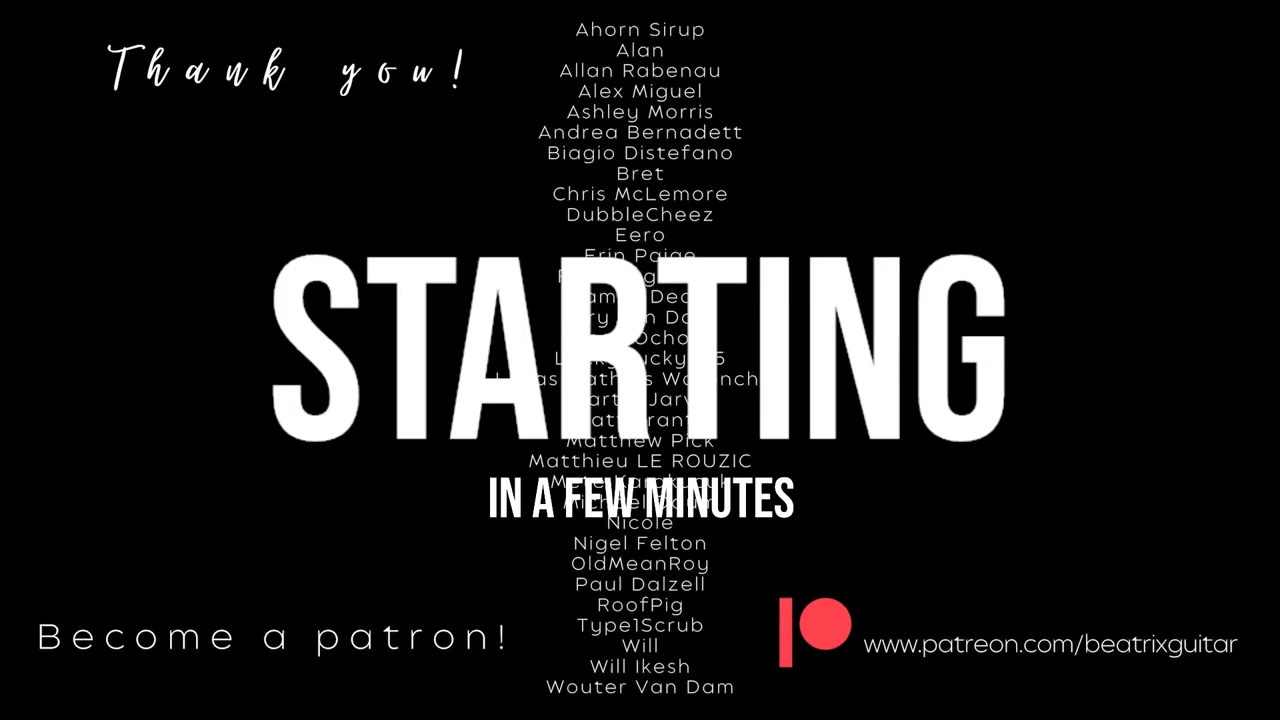 Thank you!
Ahorn Sirup
Alan
Allan Rabenau
Alex Miguel
Ashley Morris
Andrea Bernadett
Biagio Distefano
Bret
Chris McLemore
DubbleCheez
Eero
Erin Paige
STARTING
Matthew Pick
Matthieu LE ROUZIC
IN A FEW MINUTES
Nicole
Nigel Felton
OldMeanRoy
Paul Dalzell
RoofPig
Type1Scrub
Will
Will Ikesh
Wouter Van Dam
Become a patron!
www.patreon.com/beatrixguitar